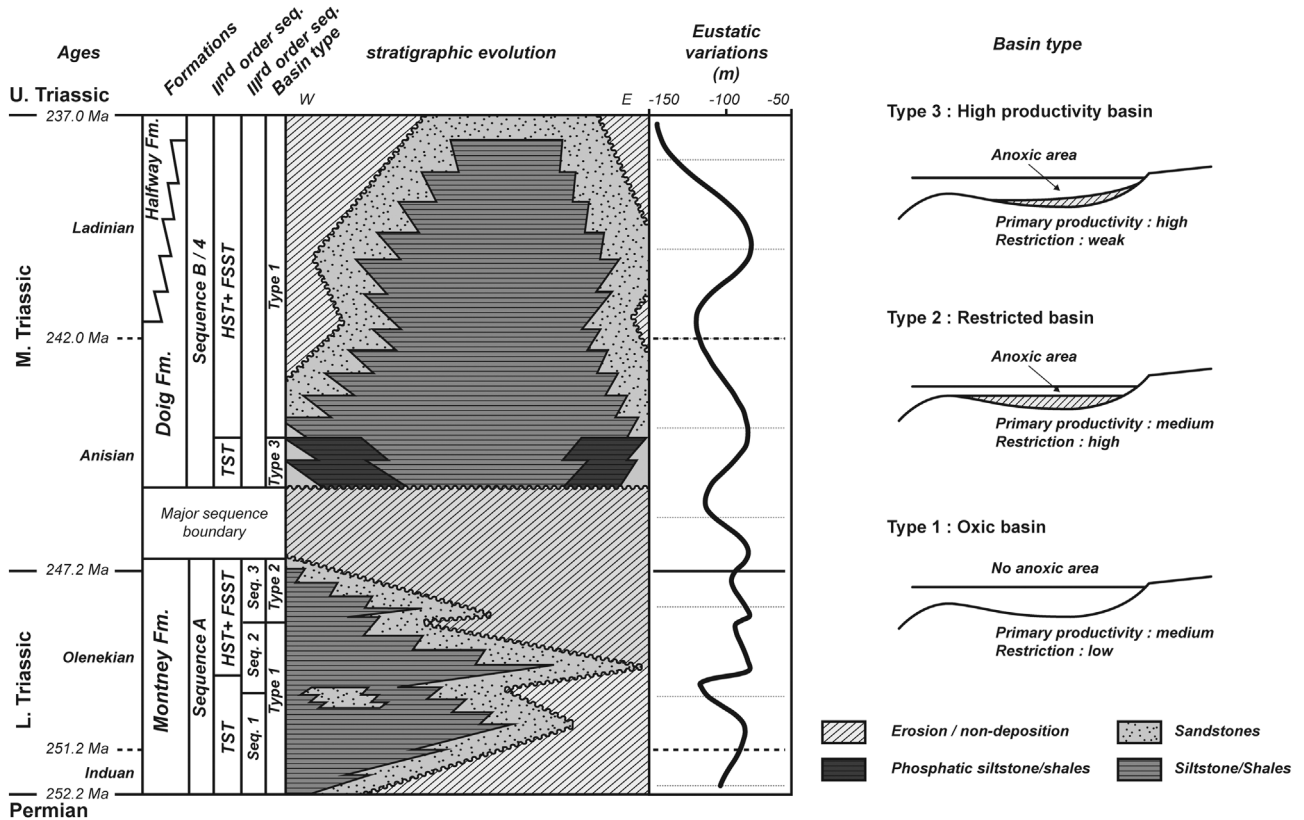 Ages
Formations
IInd order seq.
IIIrd order seq.
Basin type
stratigraphic evolution
W
E
Eustatic
variations
(m)
-150
-100
-50
U. Triassic
237.0 Ma
M. Triassic
Ladinian
242.0 Ma
Anisian
L. Triassic
247.2 Ma
Olenekian
251.2 Ma
Induan
252.2 Ma
Permian
Halfway Fm.
Doig Fm.
Sequence B / 4
HST+ FSST
TST
Type 1
Type 3
Major sequence
boundary
Montney Fm.
Sequence A
HST+ FSST
TST
Seq. 3
Seq. 2
Seq. 1
Type 2
Type 1
Basin type
Type 3 : High productivity basin
Anoxic area
Primary productivity : high
Restriction : weak
Type 2 : Restricted basin
Anoxic area
Primary productivity : medium
Restriction : high
Type 1 : Oxic basin
No anoxic area
Primary productivity : medium
Restriction : low
Erosion / non-deposition
Sandstones
Phosphatic siltstone/shales
Siltstone/Shales